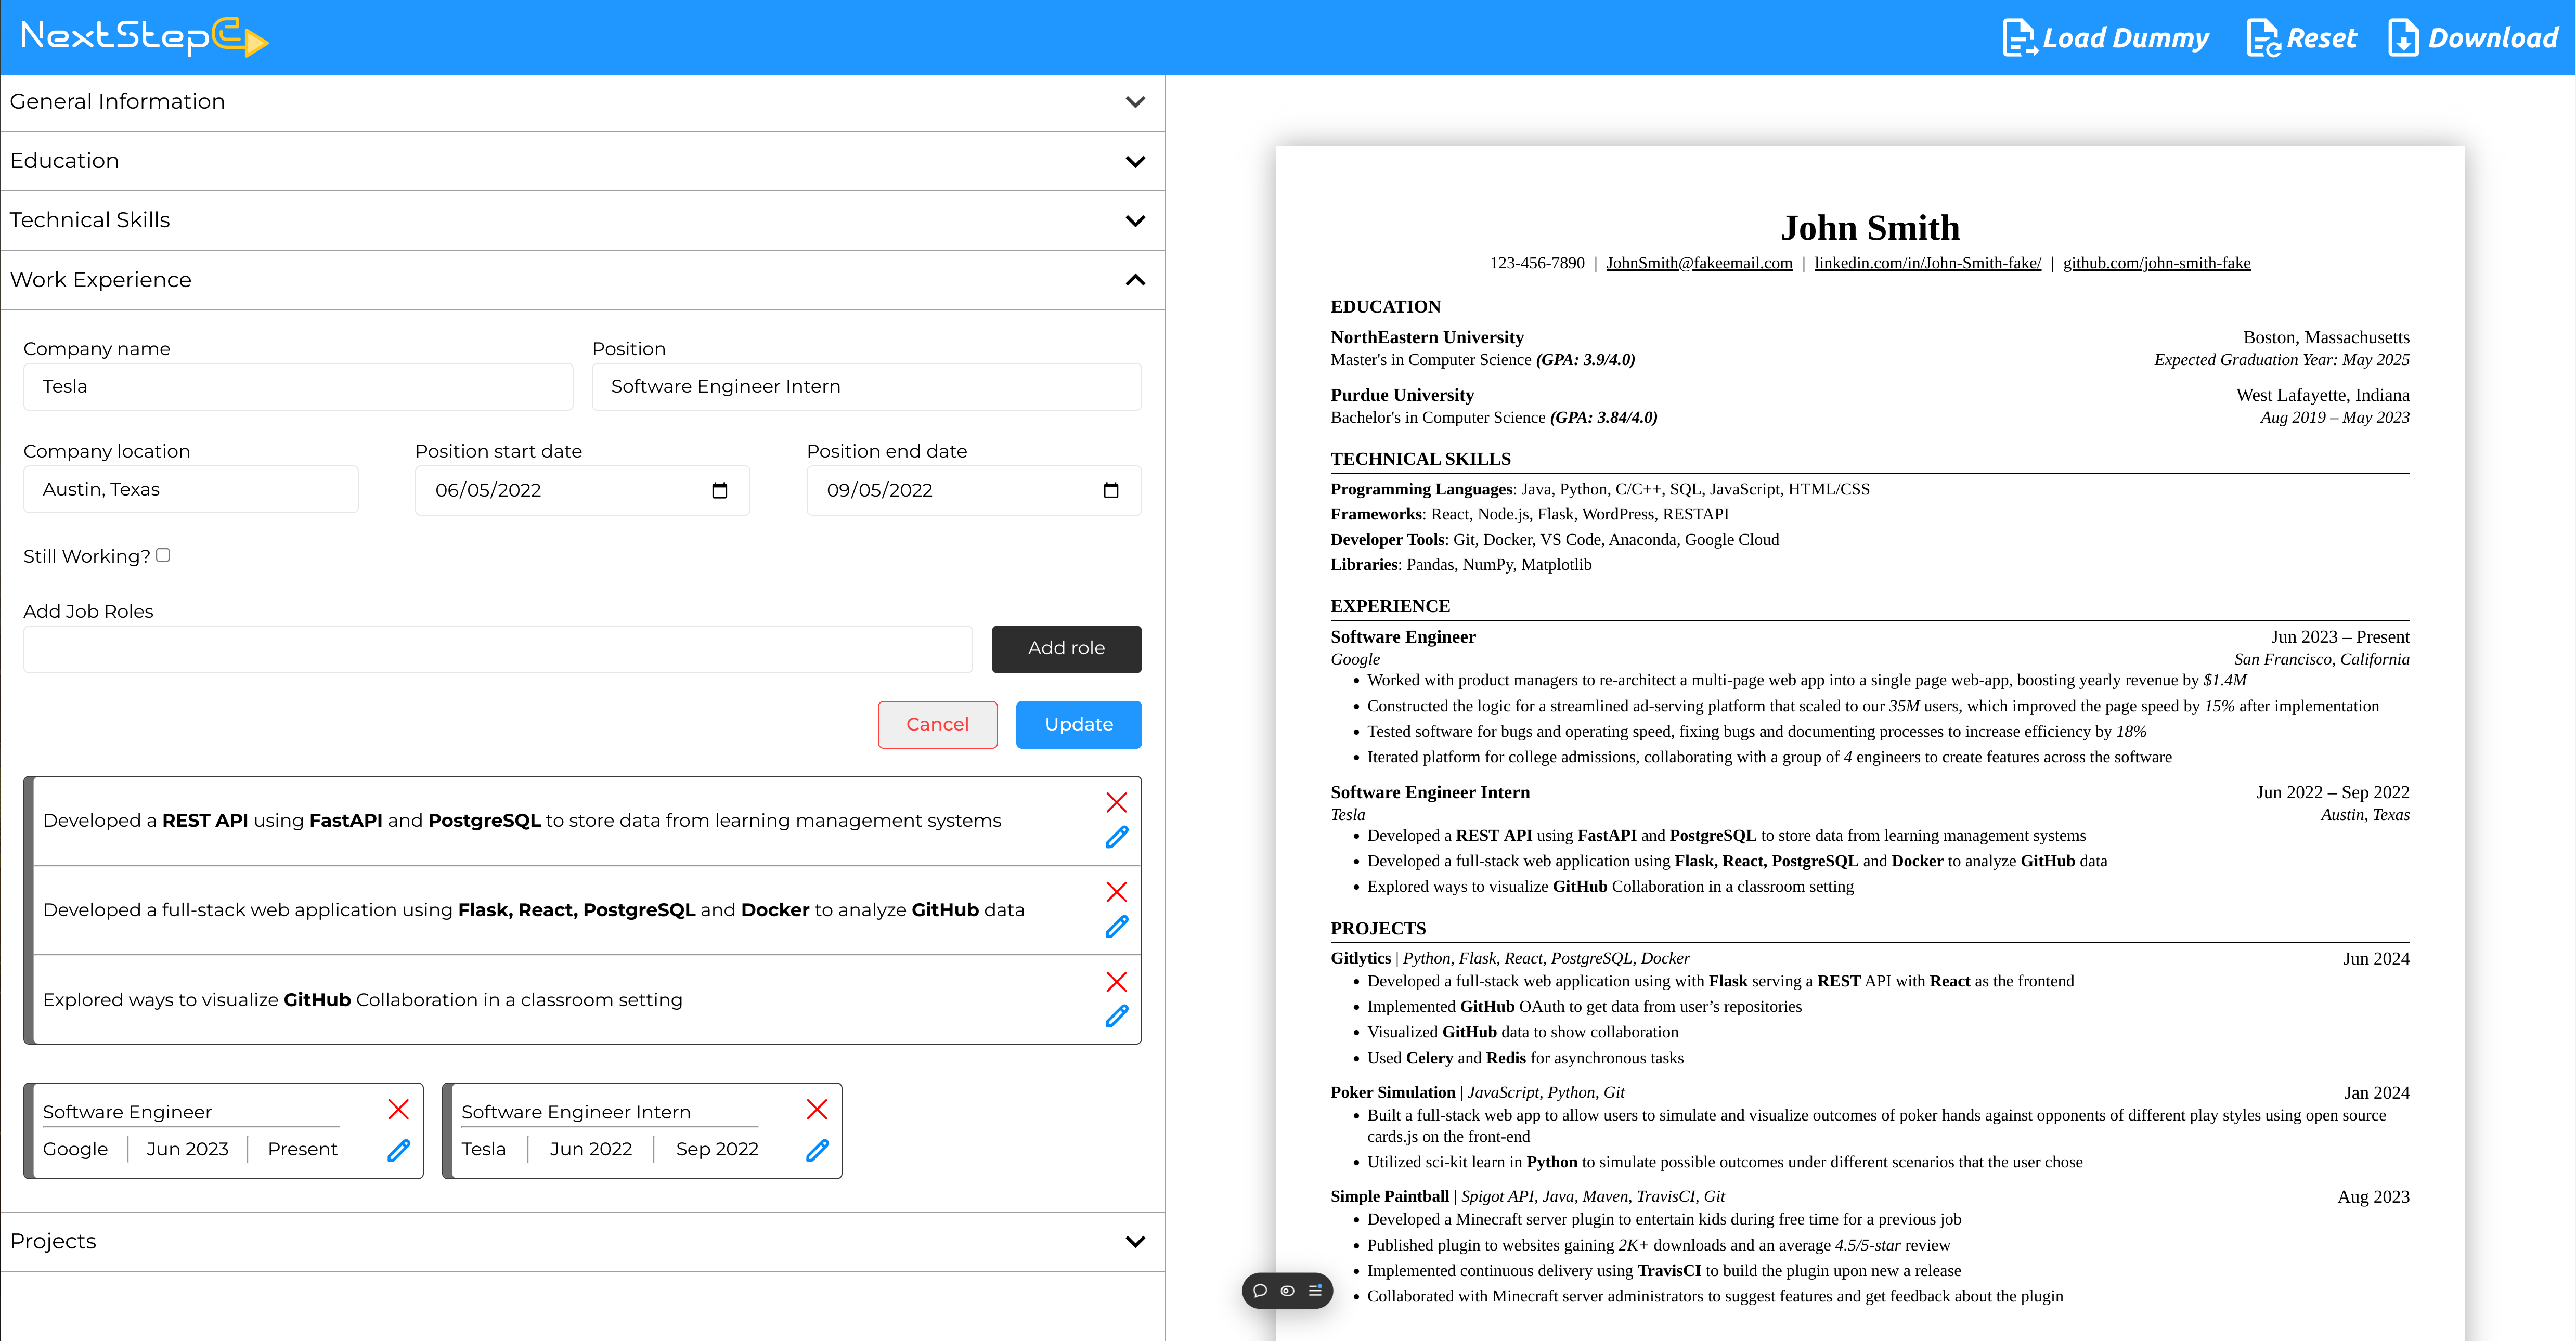 NextStep
Load Dummy
Reset
Download
General Information
Education
Technical Skills
Work Experience
Company name
Position
Tesla
Software Engineer Intern
Company location
Position start date
Position end date
Austin, Texas
06/05/2022
09/05/2022
Still Working?
Add Job Roles
Add role
Cancel
Update
Developed a REST API using FastAPI and PostgreSQL to store data from learning management systems
Developed a full-stack web application using Flask, React, PostgreSQL and Docker to analyze GitHub data
Explored ways to visualize GitHub Collaboration in a classroom setting
Software Engineer
Google | Jun 2023 | Present
Software Engineer Intern
Tesla | Jun 2022 | Sep 2022
Projects
John Smith
123-456-7890 | JohnSmith@fakeemail.com | linkedin.com/in/John-Smith-fake/ | github.com/john-smith-fake
EDUCATION
NorthEastern University Boston, Massachusetts
Master's in Computer Science (GPA: 3.9/4.0) Expected Graduation Year: May 2025
Purdue University West Lafayette, Indiana
Bachelor's in Computer Science (GPA: 3.84/4.0) Aug 2019 – May 2023
TECHNICAL SKILLS
Programming Languages: Java, Python, C/C++, SQL, JavaScript, HTML/CSS
Frameworks: React, Node.js, Flask, WordPress, RESTAPI
Developer Tools: Git, Docker, VS Code, Anaconda, Google Cloud
Libraries: Pandas, NumPy, Matplotlib
EXPERIENCE
Software Engineer Jun 2023 – Present
Google San Francisco, California
• Worked with product managers to re-architect a multi-page web app into a single page web-app, boosting yearly revenue by $1.4M
• Constructed the logic for a streamlined ad-serving platform that scaled to our 35M users, which improved the page speed by 15% after implementation
• Tested software for bugs and operating speed, fixing bugs and documenting processes to increase efficiency by 18%
• Iterated platform for college admissions, collaborating with a group of 4 engineers to create features across the software
Software Engineer Intern Jun 2022 – Sep 2022
Tesla Austin, Texas
• Developed a REST API using FastAPI and PostgreSQL to store data from learning management systems
• Developed a full-stack web application using Flask, React, PostgreSQL and Docker to analyze GitHub data
• Explored ways to visualize GitHub Collaboration in a classroom setting
PROJECTS
Gitlytics | Python, Flask, React, PostgreSQL, Docker Jun 2024
• Developed a full-stack web application using with Flask serving a REST API with React as the frontend
• Implemented GitHub OAuth to get data from user’s repositories
• Visualized GitHub data to show collaboration
• Used Celery and Redis for asynchronous tasks
Poker Simulation | JavaScript, Python, Git Jan 2024
• Built a full-stack web app to allow users to simulate and visualize outcomes of poker hands against opponents of different play styles using open source
cards.js on the front-end
• Utilized sci-kit learn in Python to simulate possible outcomes under different scenarios that the user chose
Simple Paintball | Spigot API, Java, Maven, TravisCI, Git Aug 2023
• Developed a Minecraft server plugin to entertain kids during free time for a previous job
• Published plugin to websites gaining 2K+ downloads and an average 4.5/5-star review
• Implemented continuous delivery using TravisCI to build the plugin upon new a release
• Collaborated with Minecraft server administrators to suggest features and get feedback about the plugin